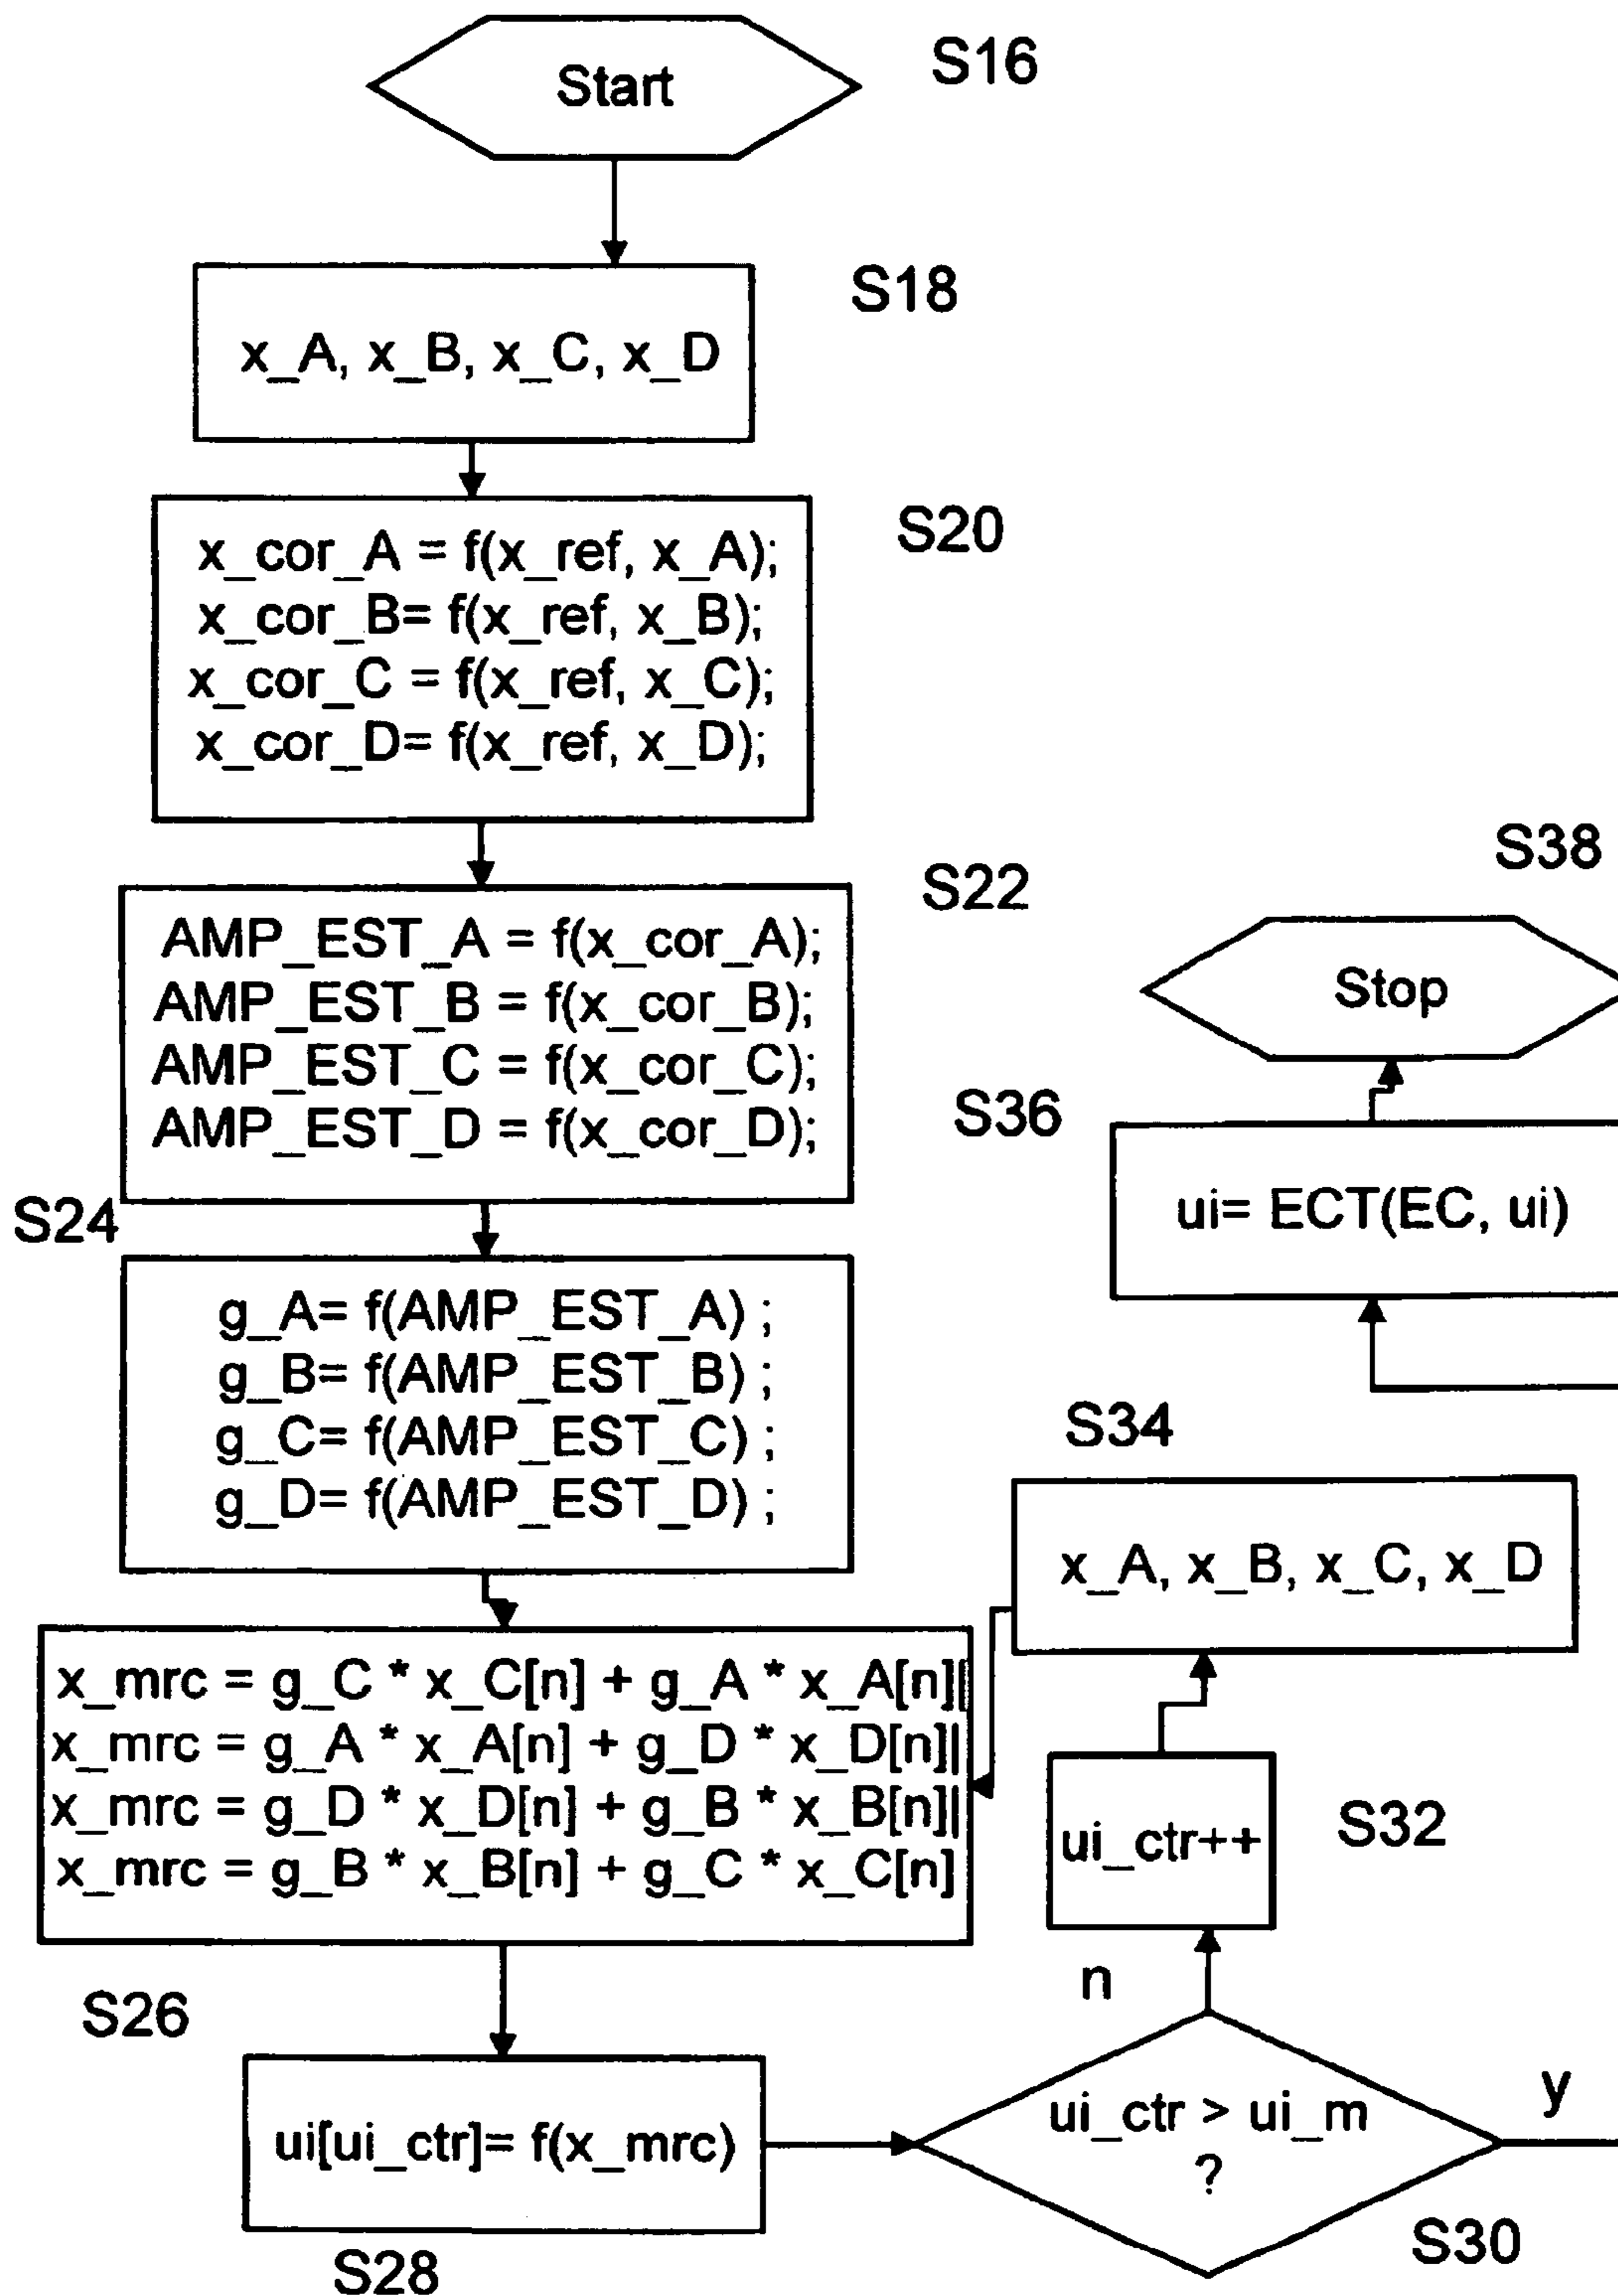 Start
S16
S18
x_A, x_B, x_C, x_D
S20
x_cor_A = f(x_ref, x_A);
x_cor_B= f(x_ref, x_B);
x_cor_C = f(x_ref, x_C);
x_cor_D= f(x_ref, x_D);
S22
AMP_EST_A = f(x_cor_A);
AMP_EST_B = f(x_cor_B);
AMP_EST_C = f(x_cor_C);
AMP_EST_D = f(x_cor_D);
S24
g_A= f(AMP_EST_A) ;
g_B= f(AMP_EST_B) ;
g_C= f(AMP_EST_C) ;
g_D= f(AMP_EST_D) ;
x_mrc = g_C * x_C[n] + g_A * x_A[n]||
x_mrc = g_A * x_A[n] + g_D * x_D[n]||
x_mrc = g_D * x_D[n] + g_B * x_B[n]||
x_mrc = g_B * x_B[n] + g_C * x_C[n]
S26
ui[ui_ctr]= f(x_mrc)
S28
ui_ctr > ui_m
?
S30
n
y
ui_ctr++
S32
S34
x_A, x_B, x_C, x_D
S36
ui= ECT(EC, ui)
S38
Stop